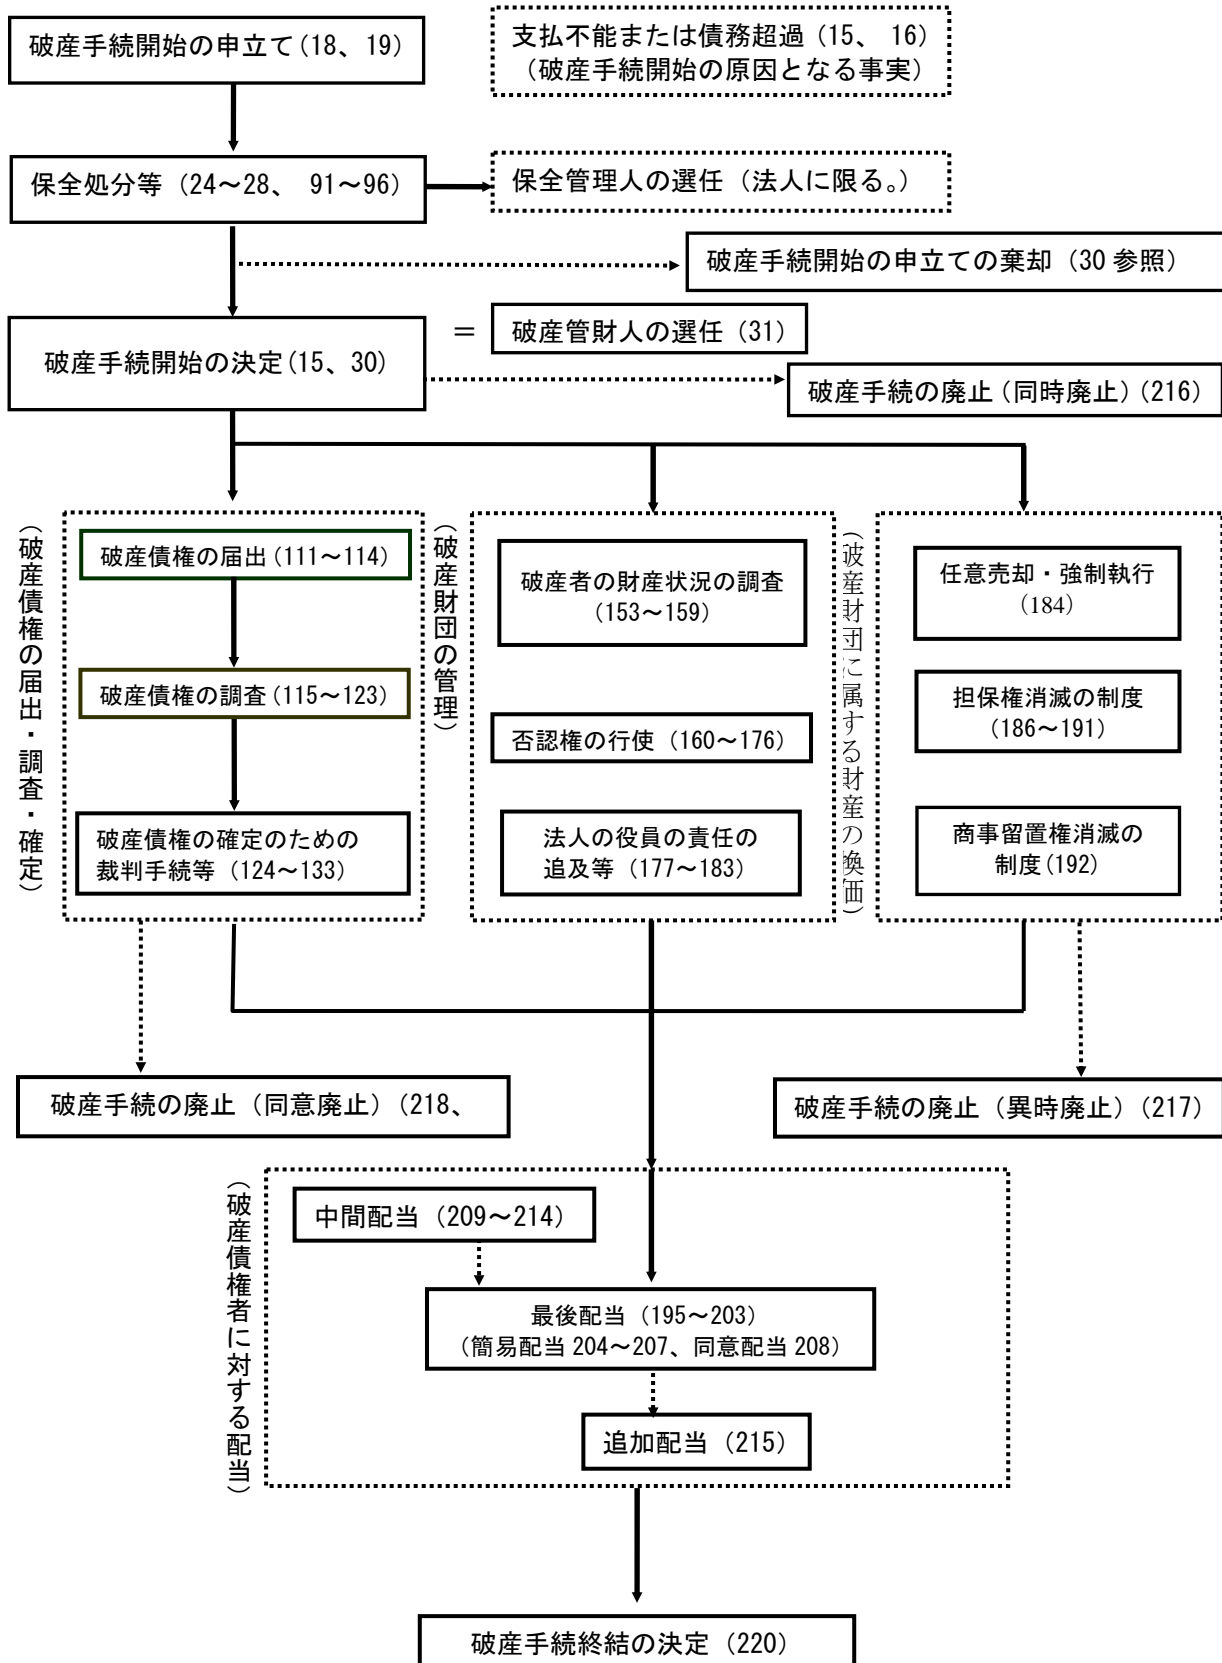 破産手続開始の申立て(18、19)
支払不能または債務超過(15、 16)
(破産手続開始の原因となる事実)
保全処分等 (24～28、 91～96)
保全管理人の選任 (法人に限る。)
破産手続開始の申立ての棄却 (30 参照)
破産手続開始の決定(15、30)
＝
破産管財人の選任 (31)
破産手続の廃止(同時廃止)(216)
(破産債権の届出・調査・確定)
破産債権の届出(111～114)
破産債権の調査(115～123)
破産債権の確定のための
裁判手続等 (124～133)
(破産財団の管理)
破産者の財産状況の調査
(153～159)
否認権の行使 (160～176)
法人の役員の責任の
追及等 (177～183)
(破産財団に属する財産の換価)
任意売却・強制執行
(184)
担保権消滅の制度
(186～191)
商事留置権消滅の
制度(192)
破産手続の廃止 (同意廃止) (218、
破産手続の廃止 (異時廃止) (217)
(破産債権者に対する配当)
中間配当 (209～214)
最後配当 (195～203)
(簡易配当 204～207、同意配当 208)
追加配当 (215)
破産手続終結の決定 (220)